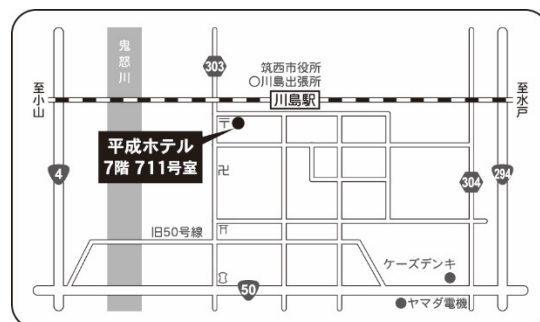 鬼怒川
303
筑西市役所
○川島出張所
至小山
川島駅
至水戸
〒
平成ホテル
7階 711号室
卍
4
304
294
旧50号線
ケーズデンキ
50
●ヤマダ電機